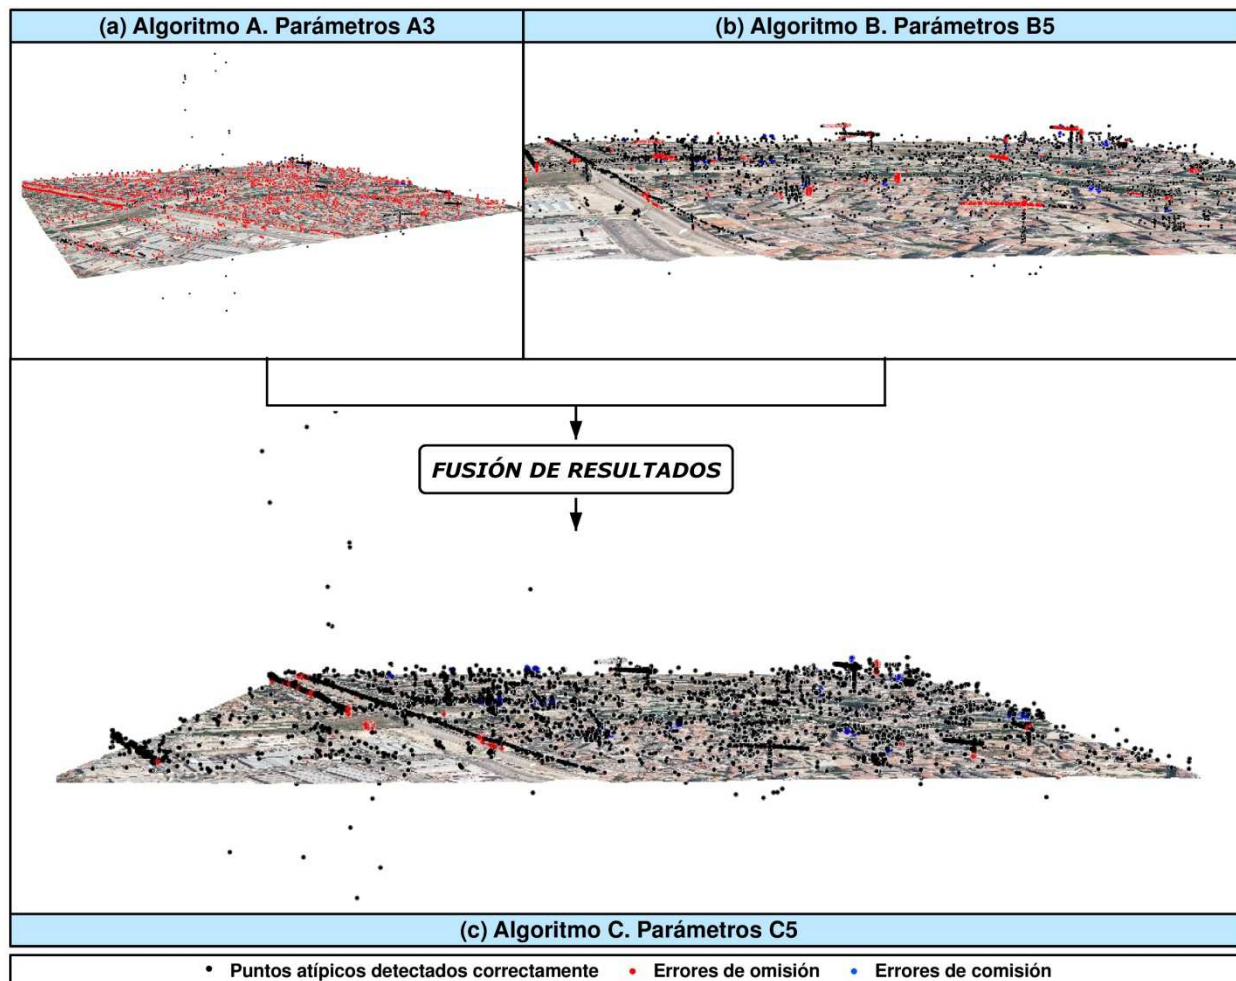 (a) Algoritmo A. Parámetros A3
(b) Algoritmo B. Parámetros B5
FUSIÓN DE RESULTADOS
(c) Algoritmo C. Parámetros C5
Puntos atípicos detectados correctamente
Errores de omisión
Errores de comisión